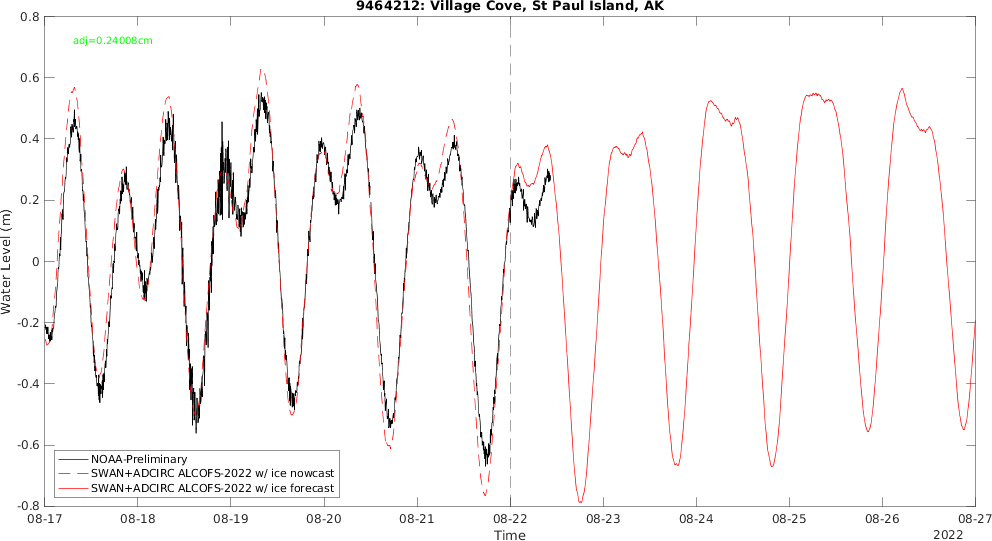 9464212: Village Cove, St Paul Island, AK
adj=0.24008cm
0.8
0.6
0.4
0.2
0
-0.2
-0.4
-0.6
-0.8
Water Level (m)
NOAA-Preliminary
SWAN+ADCIRC ALCOFS-2022 w/ ice nowcast
SWAN+ADCIRC ALCOFS-2022 w/ ice forecast
08-17 08-18 08-19 08-20 08-21 08-22 08-23 08-24 08-25 08-26 08-27
Time
2022